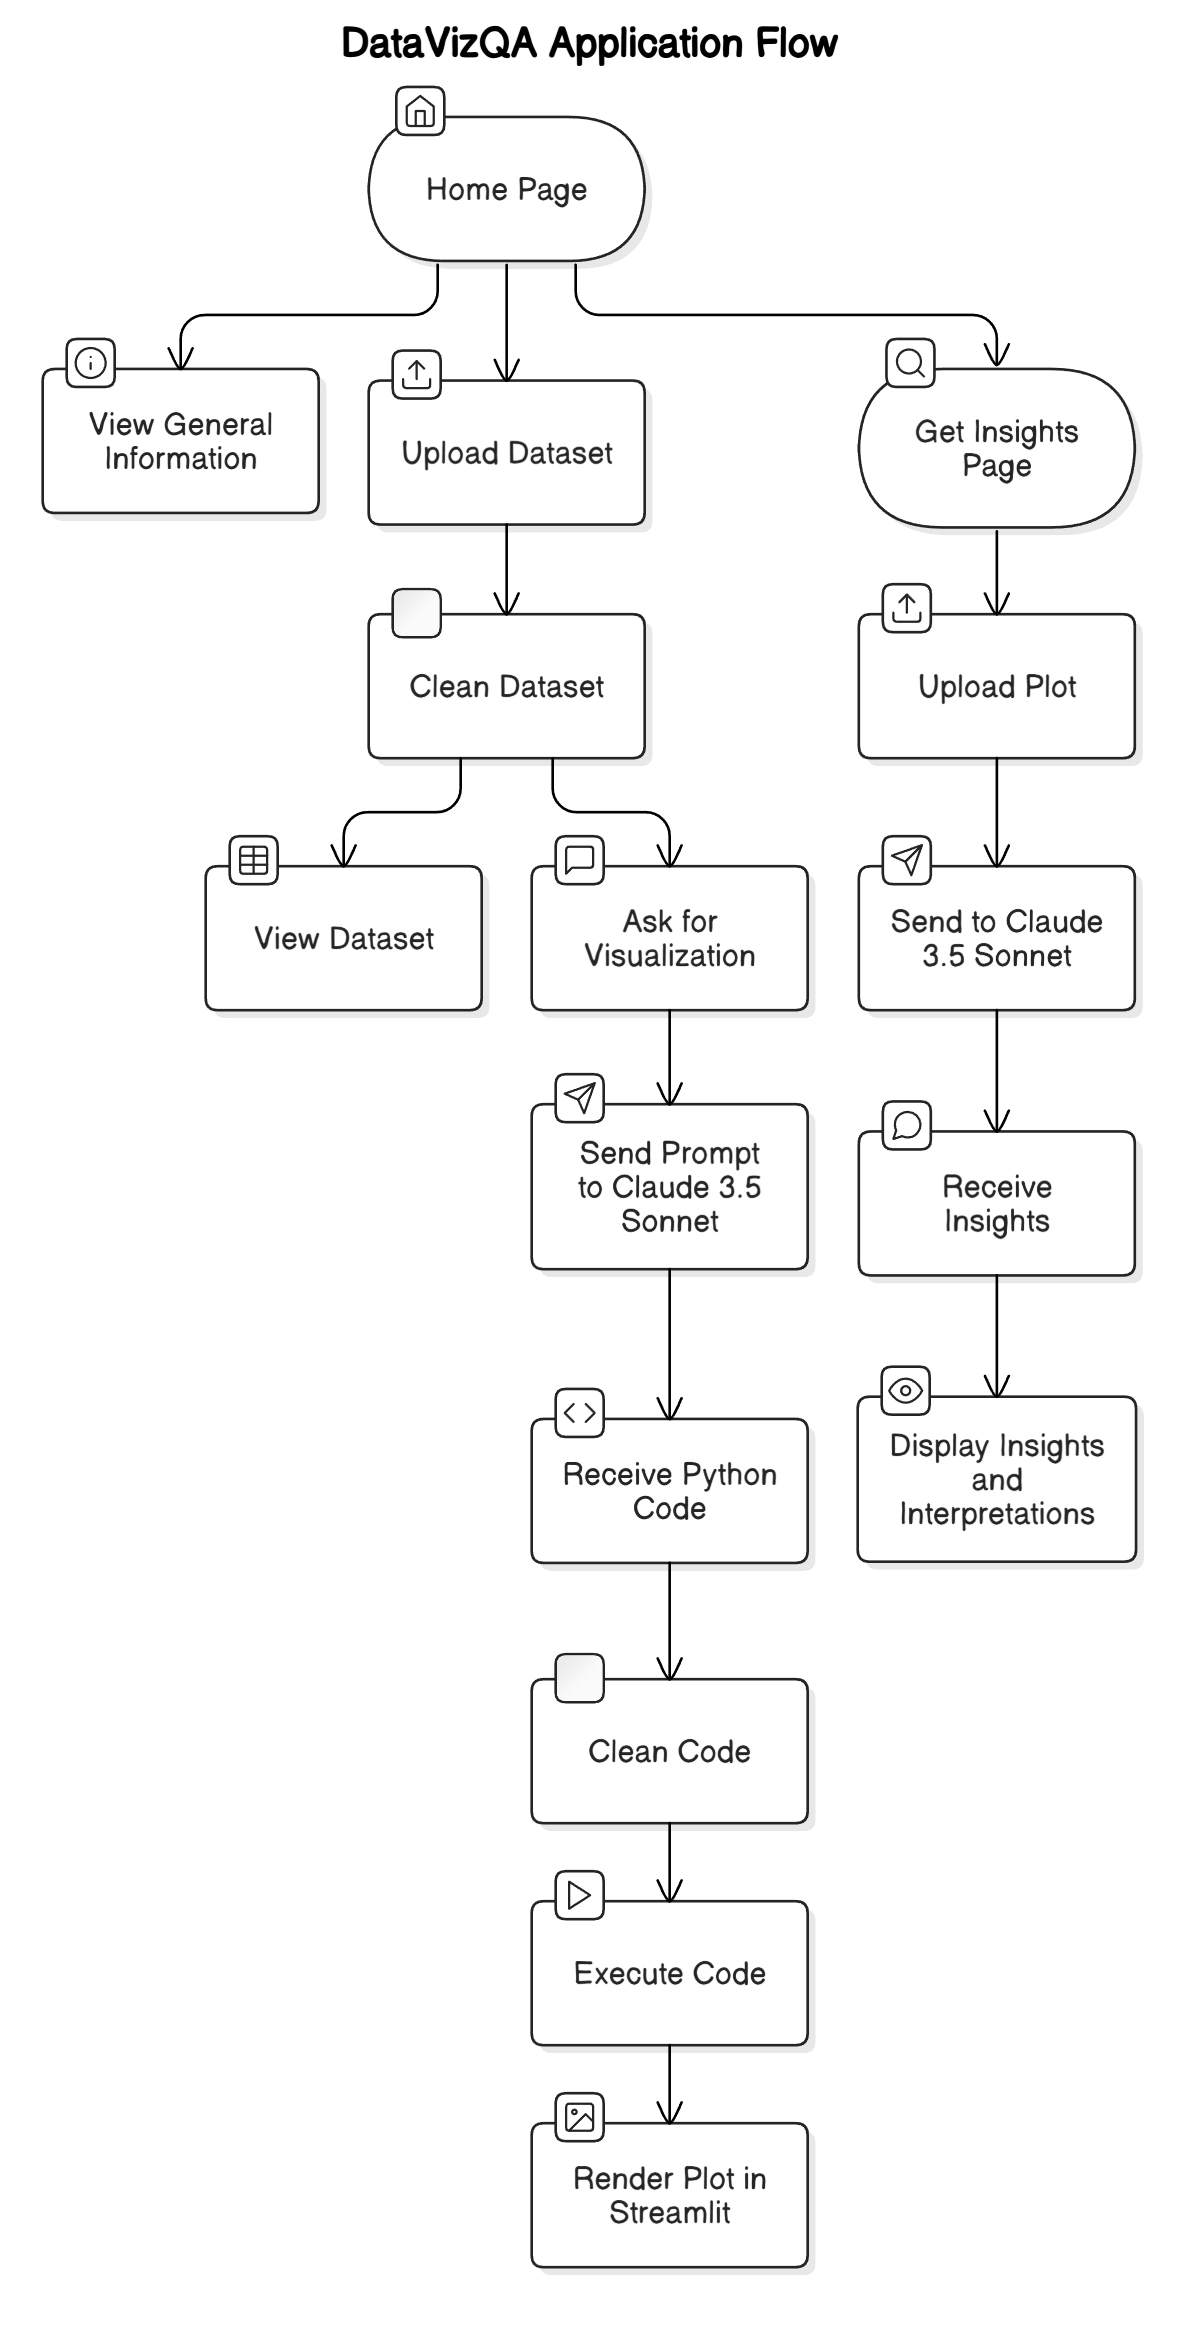 DataVizQA Application Flow
Home Page
View General
Information
Upload Dataset
Get Insights
Page
Clean Dataset
Upload Plot
View Dataset
Ask for
Visualization
Send to Claude
3.5 Sonnet
Send Prompt
to Claude 3.5
Sonnet
Receive
Insights
Receive Python
Code
Display Insights
and
Interpretations
Clean Code
Execute Code
Render Plot in
Streamlit